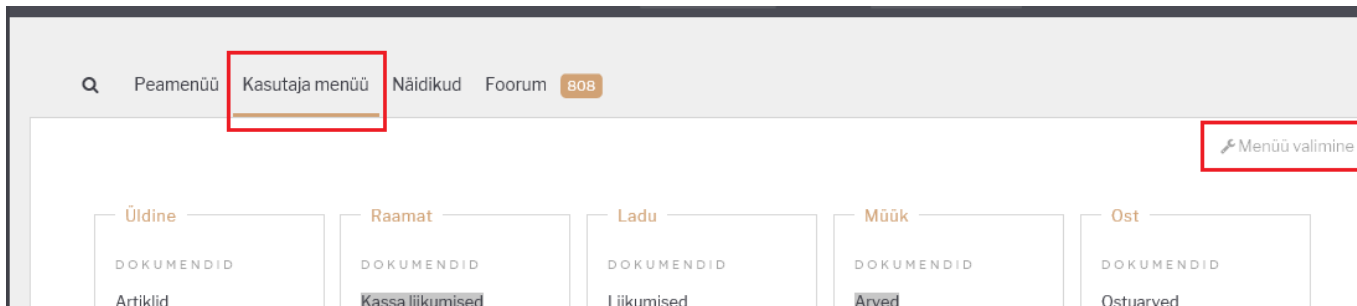 Peamenüü Kasutaja menüü Näidikud Foorum 808
Menüü valimine
Üldine Raamat Ladu Müük Ost
DOKUMENDID DOKUMENDID DOKUMENDID DOKUMENDID DOKUMENDID
Artiklid Kassa liikumised Liikumised Arved Ostuarved